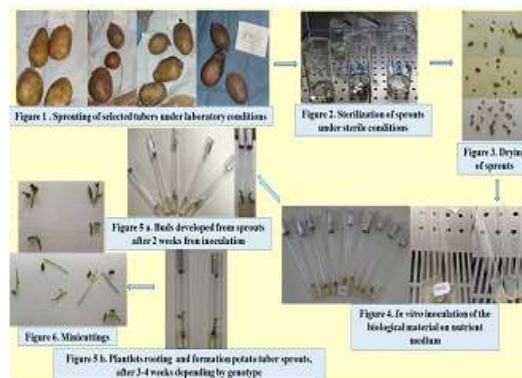 Figure 1 . Sprouting of selected tubers under laboratory conditions
Figure 2. Sterilization of sprouts
under sterile conditions
Figure 3. Drying
of sprouts
Figure 4. In vitro inoculation of the
biological material on nutrient
medium
Figure 5 a. Buds developed from sprouts
after 2 weeks from inoculation
Figure 5 b. Plantlets rooting and formation potato tuber sprouts,
after 3-4 weeks depending by genotype
Figure 6. Minicuttings